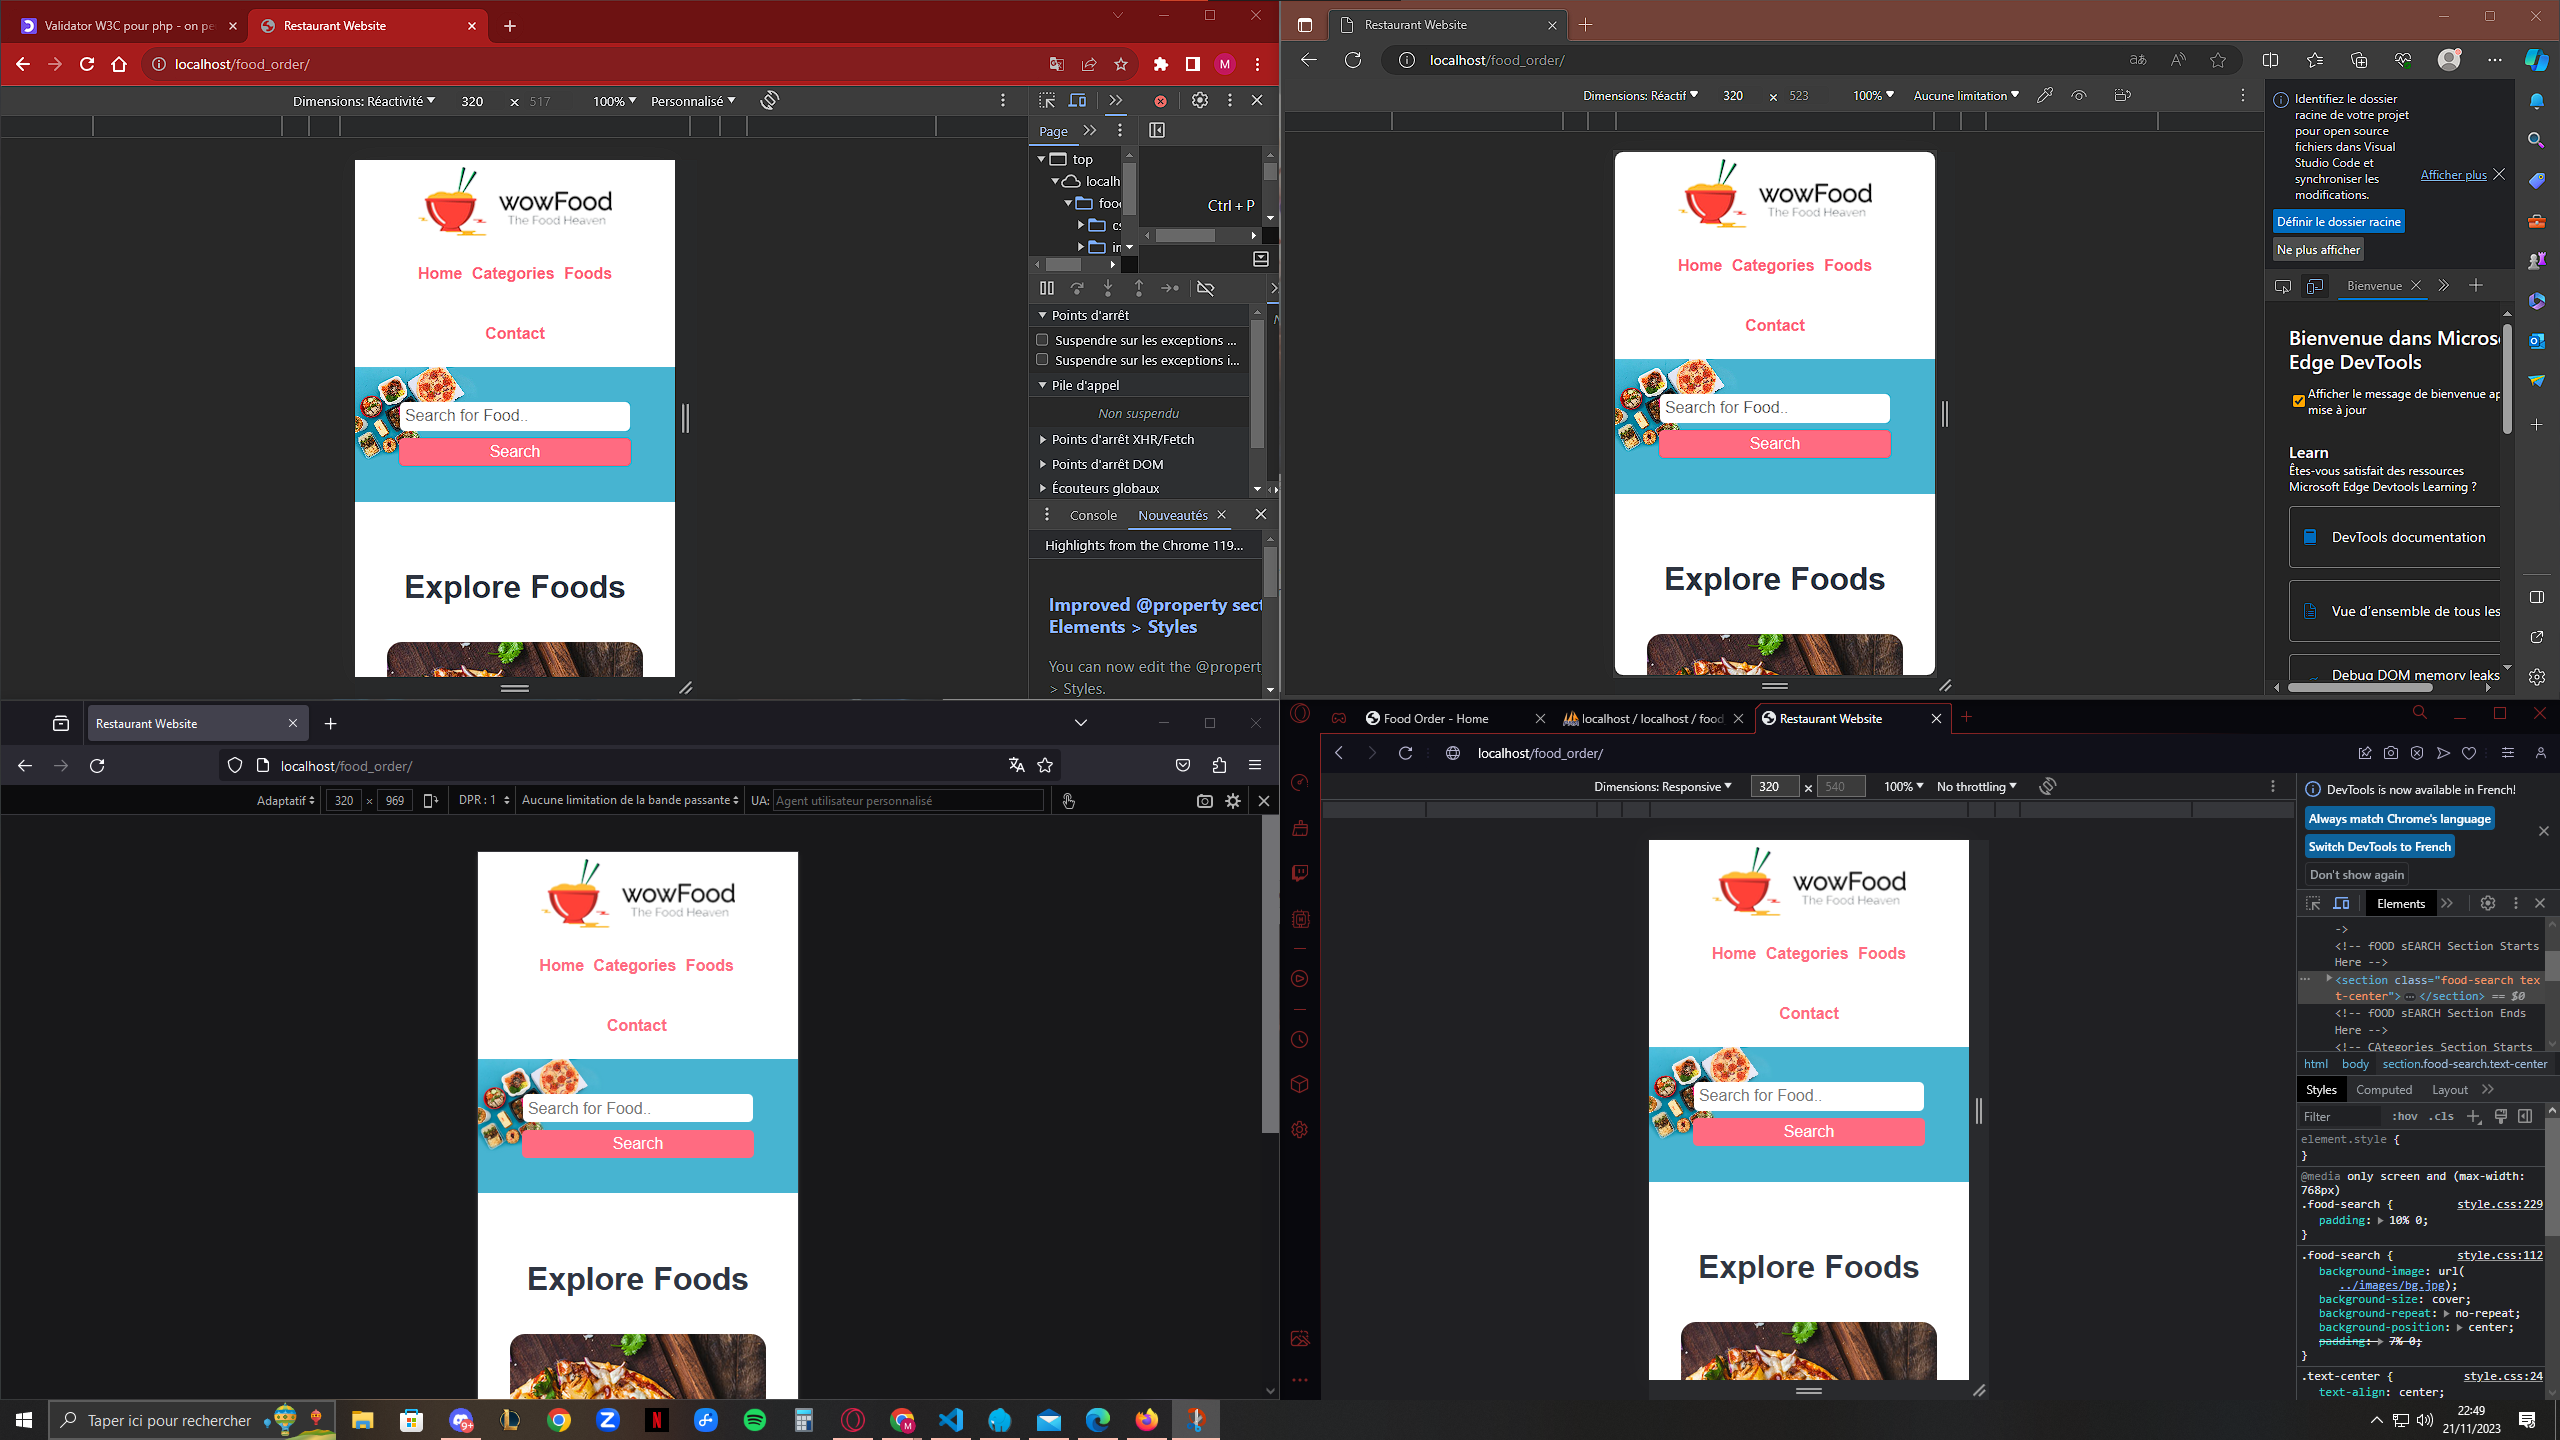 Validator W3C pour php - on pe
Restaurant Website
localhost/food_order/
M
Dimensions: Réactivité
320
×
517
100%
Personnalisé
Page
top
localh
foo
cs
Ctrl + P
Points d'arrêt
Suspendre sur les exceptions ...
Suspendre sur les exceptions i...
Pile d'appel
Non suspendu
Points d'arrêt XHR/Fetch
Points d'arrêt DOM
Écouteurs globaux
Console
Nouveautés
Highlights from the Chrome 119...
Improved @property sect
Elements > Styles
You can now edit the @propert
> Styles.
wowFood
The Food Heaven
Home Categories Foods
Contact
Search for Food..
Search
Explore Foods
Restaurant Website
localhost/food_order/
Dimensions: Réactif
320
×
523
100%
Aucune limitation
Identifiez le dossier
racine de votre projet
pour open source
fichiers dans Visual
Studio Code et
synchroniser les
modifications.
Afficher plus
Définir le dossier racine
Ne plus afficher
Bienvenue
Bienvenue dans Micros
Edge DevTools
Afficher le message de bienvenue ap
mise à jour
Learn
Êtes-vous satisfait des ressources
Microsoft Edge Devtools Learning ?
DevTools documentation
Vue d'ensemble de tous les
Debug DOM memory leaks
wowFood
The Food Heaven
Home Categories Foods
Contact
Search for Food..
Search
Explore Foods
Restaurant Website
localhost/food_order/
Adaptatif
320
×
969
DPR : 1
Aucune limitation de la bande passante
UA:
Agent utilisateur personnalisé
wowFood
The Food Heaven
Home Categories Foods
Contact
Search for Food..
Search
Explore Foods
Food Order - Home
localhost / localhost / food
Restaurant Website
localhost/food_order/
Dimensions: Responsive
320
×
540
100%
No throttling
DevTools is now available in French!
Always match Chrome's language
Switch DevTools to French
Don't show again
Elements
->
<!-- fOOD sEARCH Section Starts
Here -->
<section class="food-search tex
t-center"> … </section> == $0
<!-- fOOD sEARCH Section Ends
Here -->
<!-- CAtegories Section Starts
html body section.food-search.text-center
Styles Computed Layout
Filter :hov .cls
element.style {
}
@media only screen and (max-width:
768px)
.food-search { style.css:229
padding: 10% 0;
}
.food-search { style.css:112
background-image: url(
../images/bg.jpg);
background-size: cover;
background-repeat: no-repeat;
background-position: center;
padding: 7% 0;
}
.text-center { style.css:24
text-align: center;
wowFood
The Food Heaven
Home Categories Foods
Contact
Search for Food..
Search
Explore Foods
Taper ici pour rechercher
22:49
21/11/2023